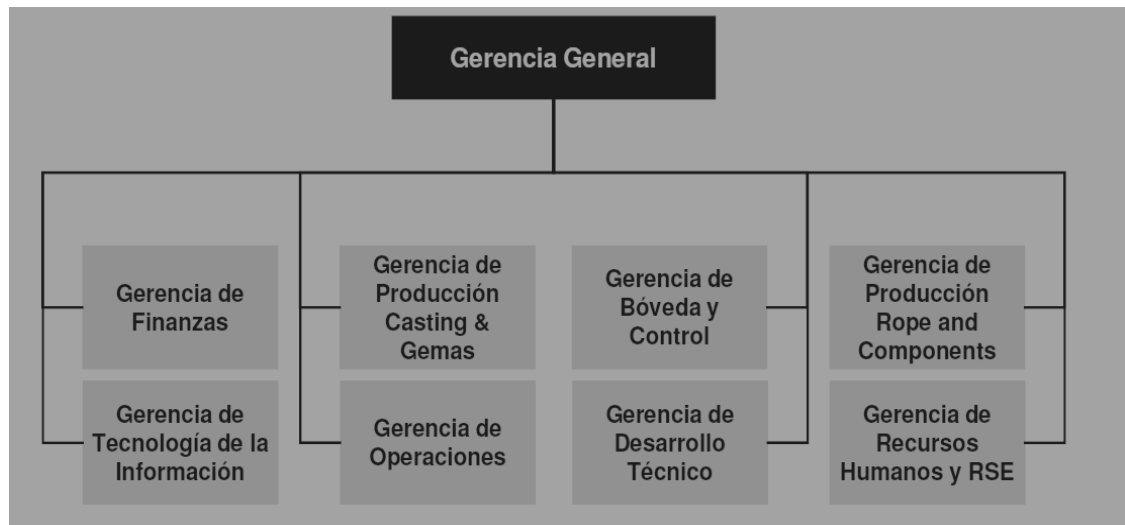 Gerencia General
Gerencia de
Finanzas
Gerencia de
Producción
Casting &
Gemas
Gerencia de
Bóveda y
Control
Gerencia de
Producción
Rope and
Components
Gerencia de
Tecnología de la
Información
Gerencia de
Operaciones
Gerencia de
Desarrollo
Técnico
Gerencia de
Recursos
Humanos y RSE